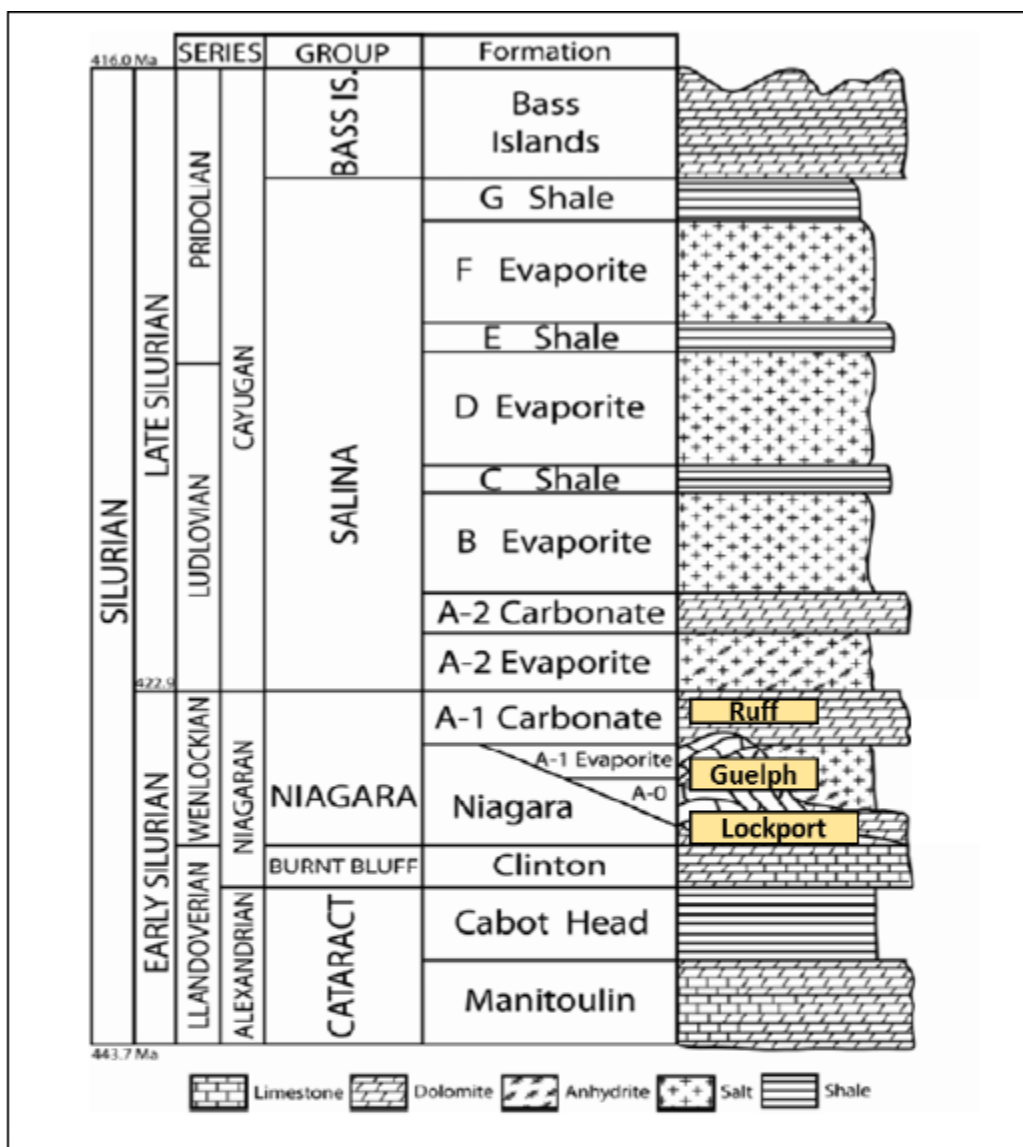 416.0 Ma
SERIES
GROUP
Formation
SILURIAN
LATE SILURIAN
EARLY SILURIAN
422.9
443.7 Ma
PRIDOLIAN
LUDLOVIAN
WENLOCKIAN
LLANDOVERIAN
CAYUGAN
NIAGARAN
ALEXANDRIAN
BASS IS.
SALINA
NIAGARA
BURNT BLUFF
CATARACT
Bass
Islands
G Shale
F Evaporite
E Shale
D Evaporite
C Shale
B Evaporite
A-2 Carbonate
A-2 Evaporite
A-1 Carbonate
A-1 Evaporite
A-0
Niagara
Clinton
Cabot Head
Manitoulin
Ruff
Guelph
Lockport
Limestone
Dolomite
Anhydrite
Salt
Shale